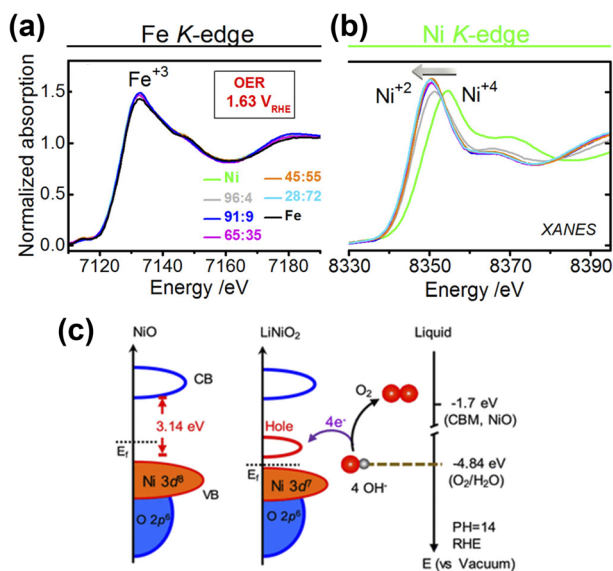 (a) Fe K-edge
Normalized absorption
1.5
1.0
0.5
0.0
Fe+3
OER
1.63 VRHE
Ni
96:4
91:9
65:35
45:55
28:72
Fe
7120 7140 7160 7180
Energy /eV
(b) Ni K-edge
Ni+2
Ni+4
XANES
8330 8350 8370 8395
Energy /eV
(c)
NiO
CB
3.14 eV
Ef
Ni 3d8
VB
O 2p6
LiNiO2
Hole
Ef
Ni 3d7
O 2p6
4e-
O2
4 OH-
Liquid
-1.7 eV
(CBM, NiO)
-4.84 eV
(O2/H2O)
PH=14
RHE
E (vs Vacuum)